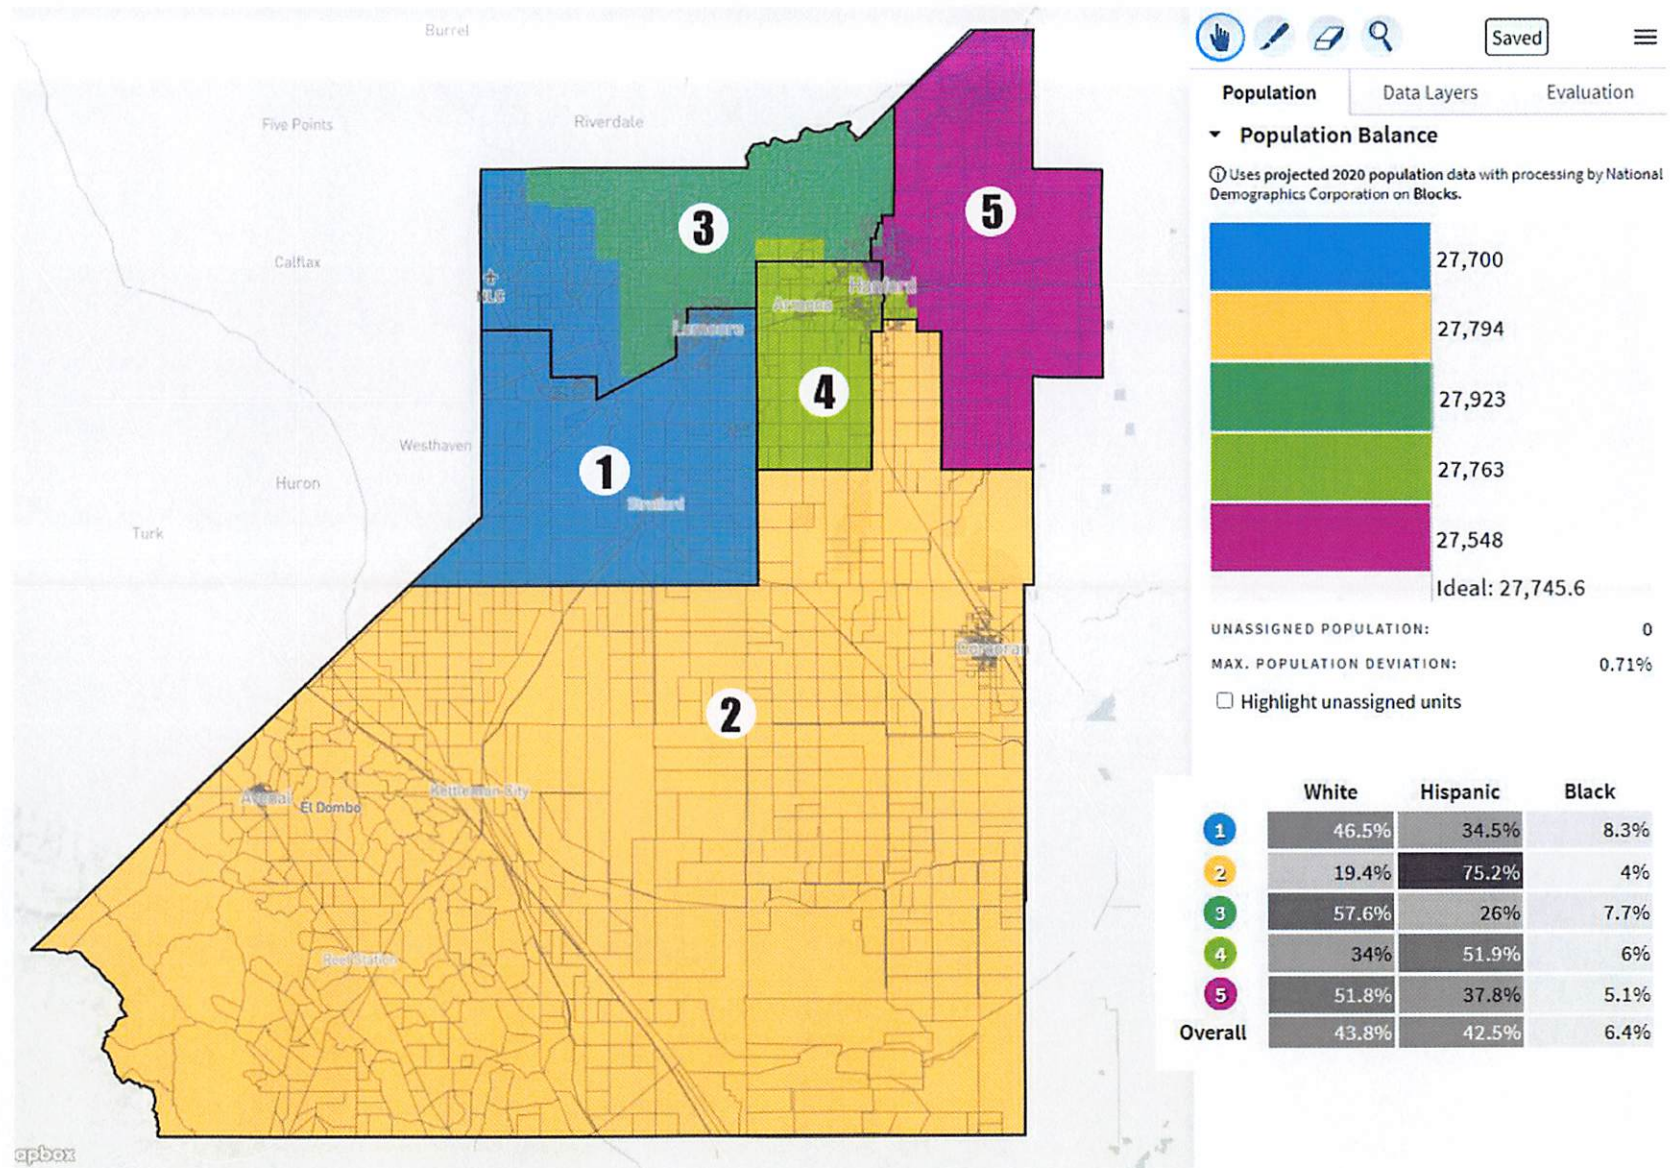 Burrel
Five Points
Riverdale
Calflax
NLC
Hanford
Armona
Lemoore
Westhaven
Huron
Stratford
Turk
Corcoran
Avenal
El Dombo
Kettleman City
Reef Station
apbox
3
5
4
1
2
Saved
Population
Data Layers
Evaluation
Population Balance
Uses projected 2020 population data with processing by National
Demographics Corporation on Blocks.
27,700
27,794
27,923
27,763
27,548
Ideal: 27,745.6
UNASSIGNED POPULATION: 0
MAX. POPULATION DEVIATION: 0.71%
Highlight unassigned units
White Hispanic Black
1 46.5% 34.5% 8.3%
2 19.4% 75.2% 4%
3 57.6% 26% 7.7%
4 34% 51.9% 6%
5 51.8% 37.8% 5.1%
Overall 43.8% 42.5% 6.4%